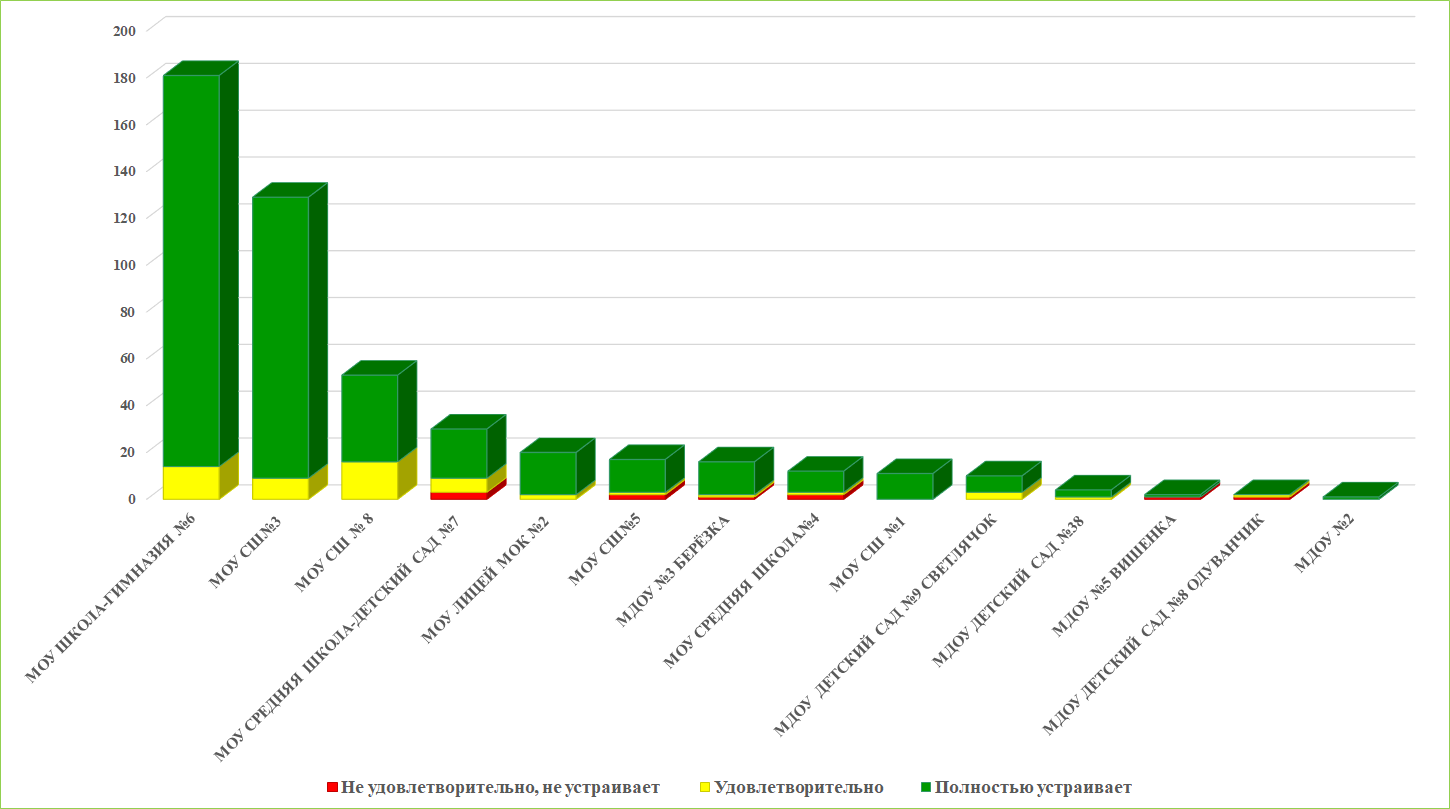 200
180
160
140
120
100
80
60
40
20
0
МОУ ШКОЛА-ГИМНАЗИЯ №6
МОУ СШ№3
МОУ СШ № 8
МОУ СРЕДНЯЯ ШКОЛА-ДЕТСКИЙ САД №7
МОУ ЛИЦЕЙ МОК №2
МОУ СШ№5
МДОУ №3 БЕРЁЗКА
МОУ СРЕДНЯЯ ШКОЛА№4
МОУ СШ №1
МДОУ ДЕТСКИЙ САД №9 СВЕТЛЯЧОК
МДОУ ДЕТСКИЙ САД №38
МДОУ №5 ВИШЕНКА
МДОУ ДЕТСКИЙ САД №8 ОДУВАНЧИК
МДОУ №2
Не удовлетворительно, не устраивает
Удовлетворительно
Полностью устраивает